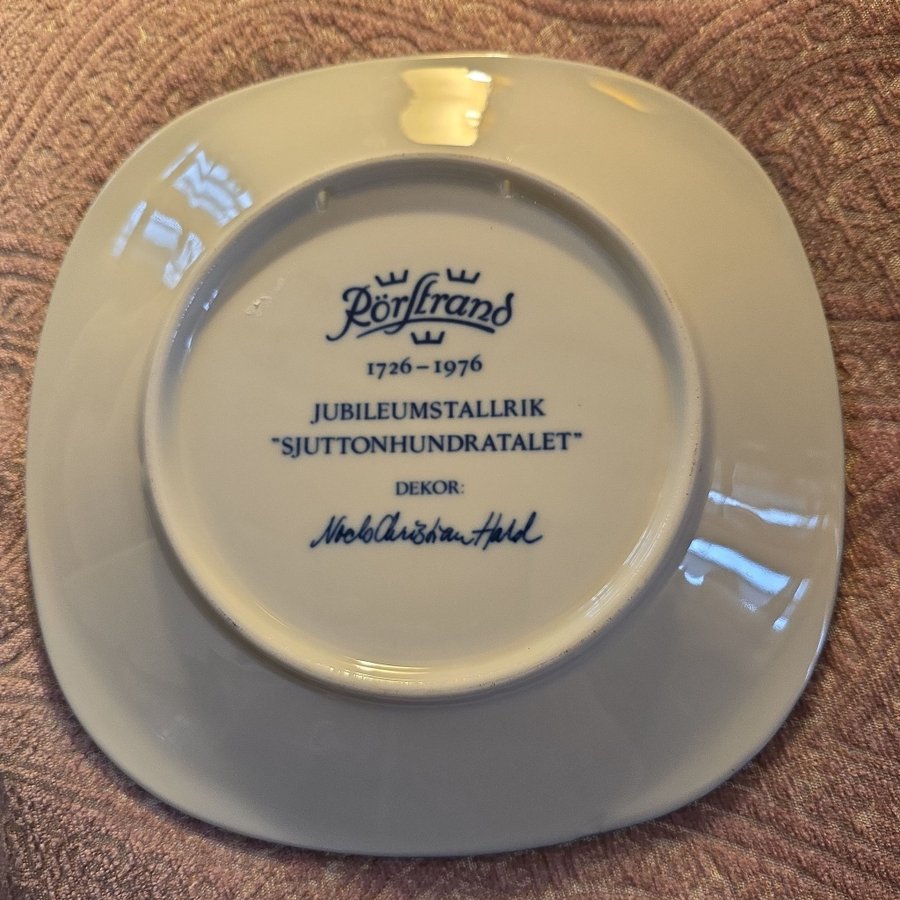 Rörstrand
1726–1976
JUBILEUMSTALLRIK
"SJUTTONHUNDRATALET"
DEKOR:
Niels Christian Hald